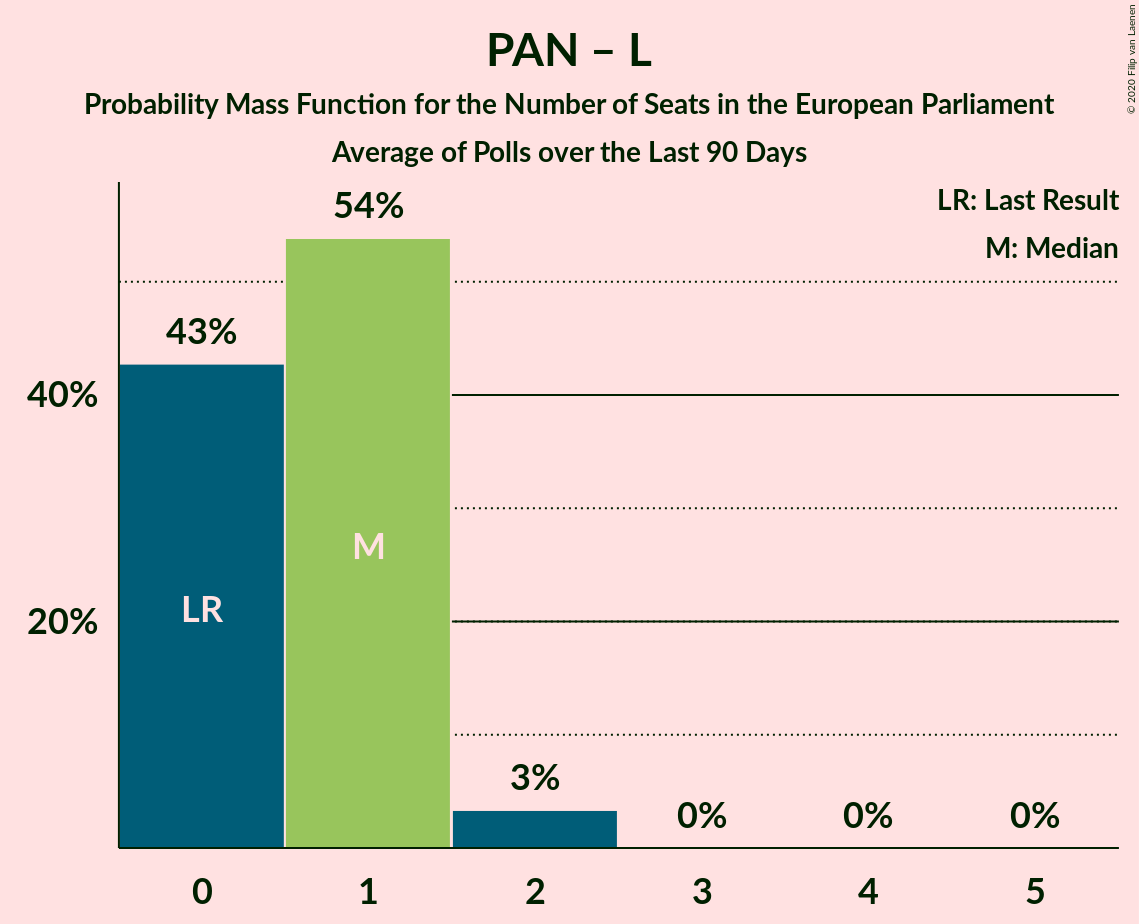 PAN – L
Probability Mass Function for the Number of Seats in the European Parliament
Average of Polls over the Last 90 Days
© 2020 Filip van Laenen
LR: Last Result
M: Median
54%
43%
40%
M
LR
20%
3%
0%
0%
0%
0
1
2
3
4
5